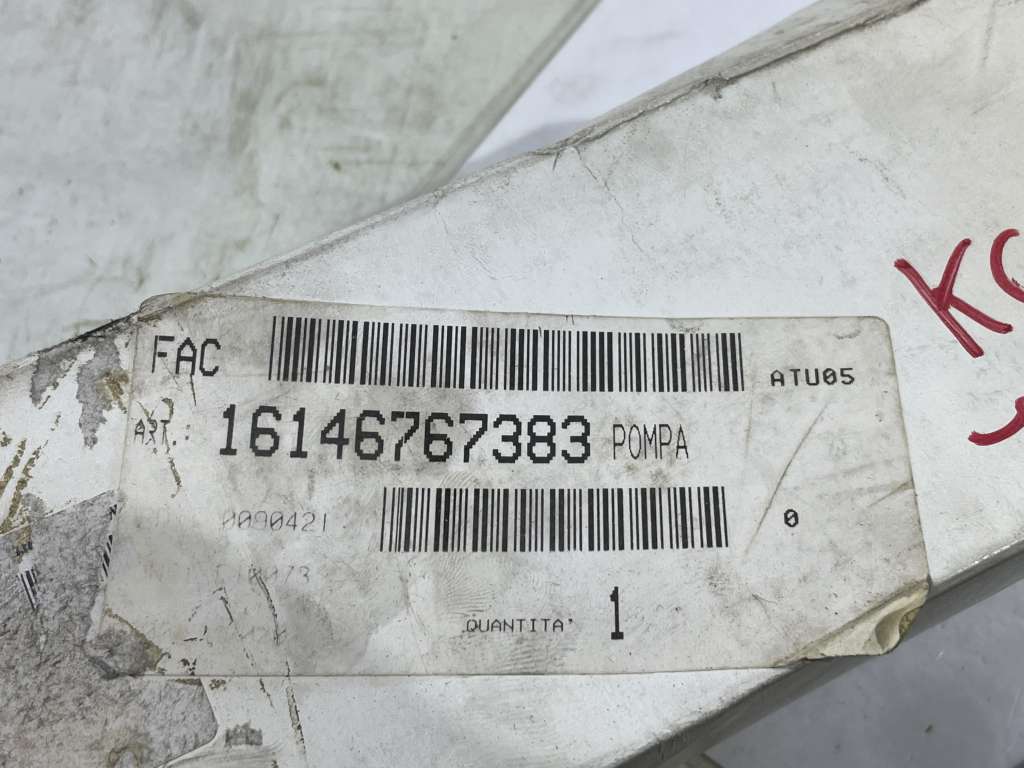 FAC
ATU05
ART.: 16146767383 POMPA
0090421
0
QUANTITA' 1